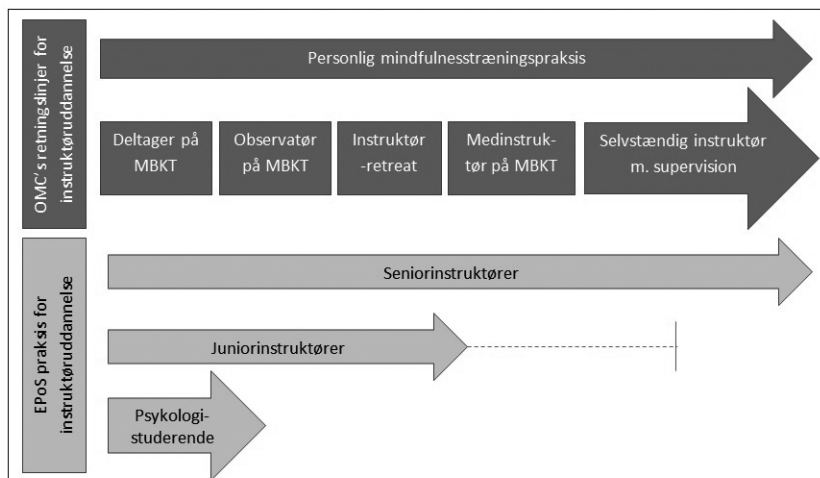 OMC's retningslinjer for
instruktøruddannelse
Personlig mindfulnesstræningspraksis
Deltager på
MBKT
Observatør
på MBKT
Instruktør
-retreat
Medinstruk-
tør på MBKT
Selvstændig instruktør
m. supervision
EPoS praksis for
instruktøruddannelse
Seniorinstruktører
Juniorinstruktører
Psykologi-
studerende